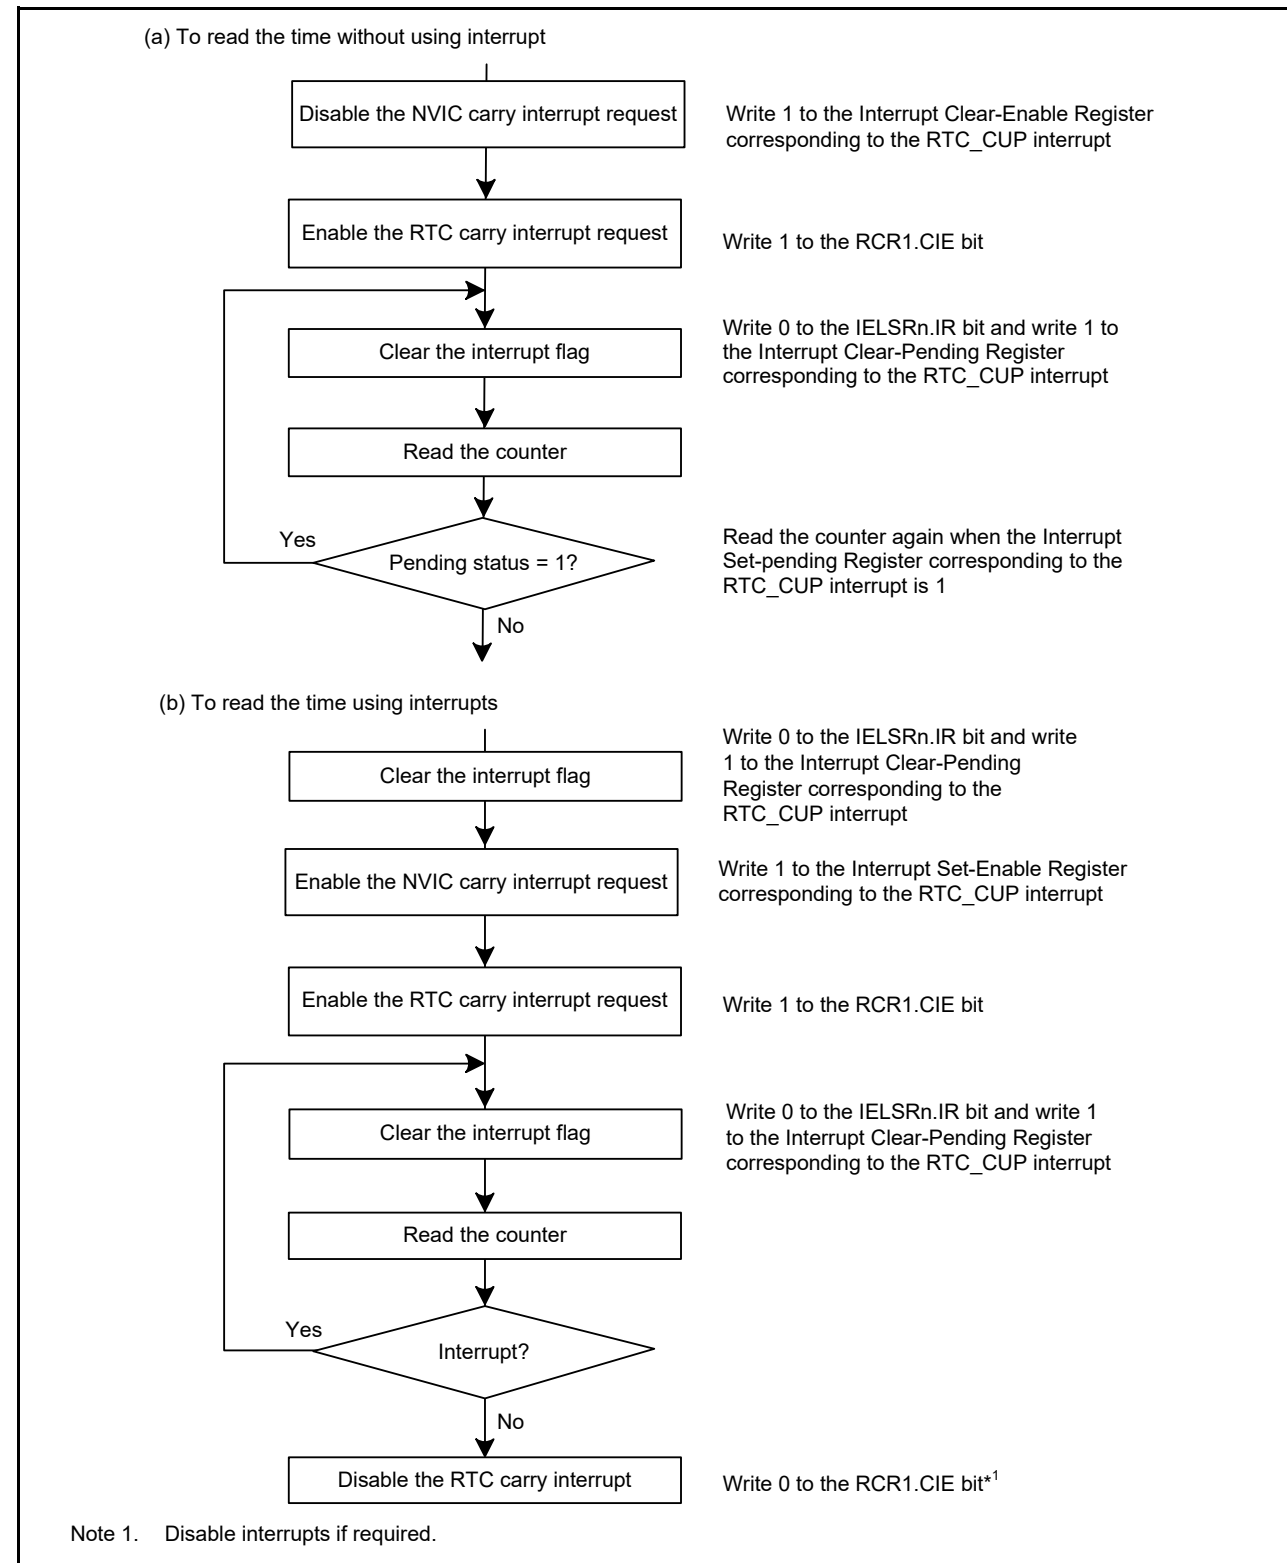 (a) To read the time without using interrupt
Disable the NVIC carry interrupt request
Write 1 to the Interrupt Clear-Enable Register
corresponding to the RTC_CUP interrupt
Enable the RTC carry interrupt request
Write 1 to the RCR1.CIE bit
Clear the interrupt flag
Write 0 to the IELSRn.IR bit and write 1 to
the Interrupt Clear-Pending Register
corresponding to the RTC_CUP interrupt
Read the counter
Yes
Pending status = 1?
Read the counter again when the Interrupt
Set-pending Register corresponding to the
RTC_CUP interrupt is 1
No
(b) To read the time using interrupts
Clear the interrupt flag
Write 0 to the IELSRn.IR bit and write
1 to the Interrupt Clear-Pending
Register corresponding to the
RTC_CUP interrupt
Enable the NVIC carry interrupt request
Write 1 to the Interrupt Set-Enable Register
corresponding to the RTC_CUP interrupt
Enable the RTC carry interrupt request
Write 1 to the RCR1.CIE bit
Clear the interrupt flag
Write 0 to the IELSRn.IR bit and write 1
to the Interrupt Clear-Pending Register
corresponding to the RTC_CUP interrupt
Read the counter
Yes
Interrupt?
No
Disable the RTC carry interrupt
Write 0 to the RCR1.CIE bit*1
Note 1. Disable interrupts if required.